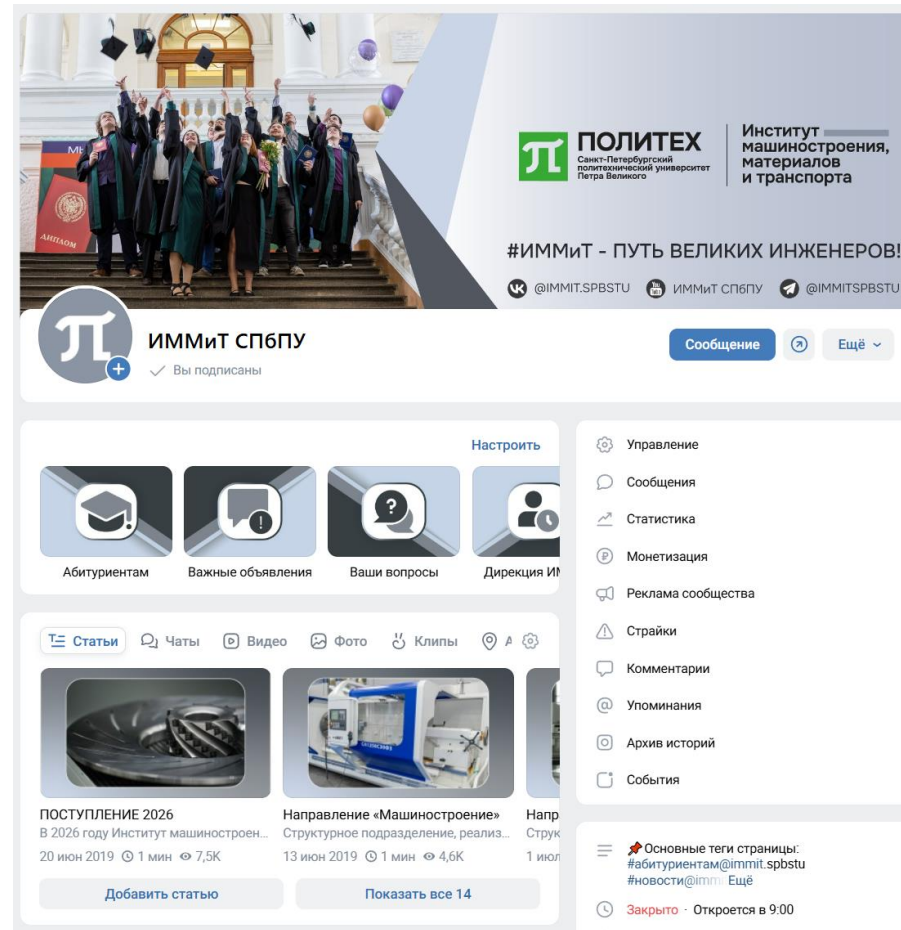 ДИПЛОМ
ПОЛИТЕХ
Санкт-Петербургский
политехнический университет
Петра Великого
Институт
машиностроения,
материалов
и транспорта
#ИММиТ - ПУТЬ ВЕЛИКИХ ИНЖЕНЕРОВ!
@IMMIT.SPBSTU ИММиТ СПбПУ @IMMITSPBSTU
ИММиТ СПбПУ
Вы подписаны
Сообщение
Ещё
Настроить
Абитуриентам
Важные объявления
Ваши вопросы
Дирекция ИМ
Статьи Чаты Видео Фото Клипы А
ПОСТУПЛЕНИЕ 2026
В 2026 году Институт машиностроен...
20 июн 2019 1 мин 7,5K
Направление «Машиностроение»
Структурное подразделение, реализ...
13 июн 2019 1 мин 4,6K
Напр
Струк
1 июл
Добавить статью
Показать все 14
Управление
Сообщения
Статистика
Монетизация
Реклама сообщества
Страйки
Комментарии
Упоминания
Архив историй
События
📌Основные теги страницы:
#абитуриентам@immit.spbstu
#новости@immi Ещё
Закрыто · Откроется в 9:00